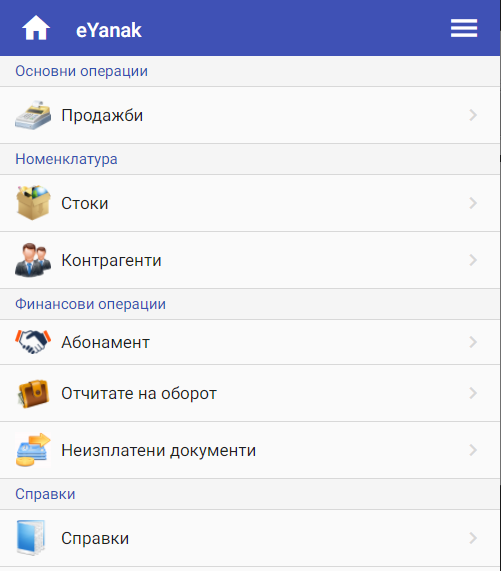 eYanak
Основни операции
Продажби
Номенклатура
Стоки
Контрагенти
Финансови операции
Абонамент
Отчитате на оборот
Неизплатени документи
Справки
Справки